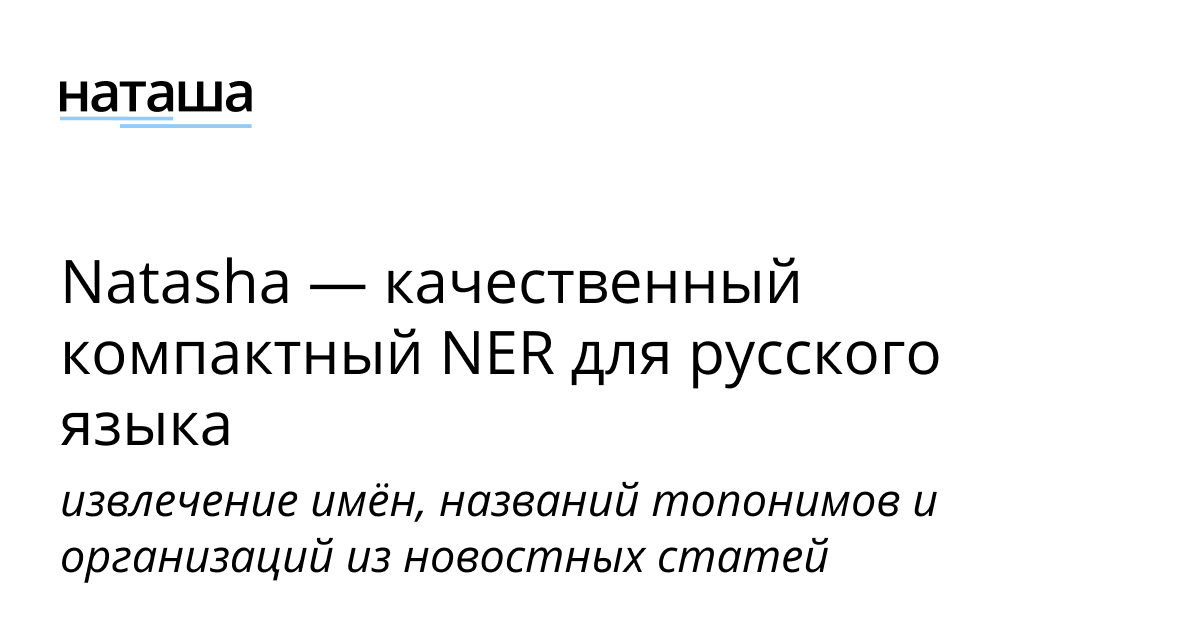 наташа
Natasha — качественный
компактный NER для русского
языка
извлечение имён, названий топонимов и
организаций из новостных статей